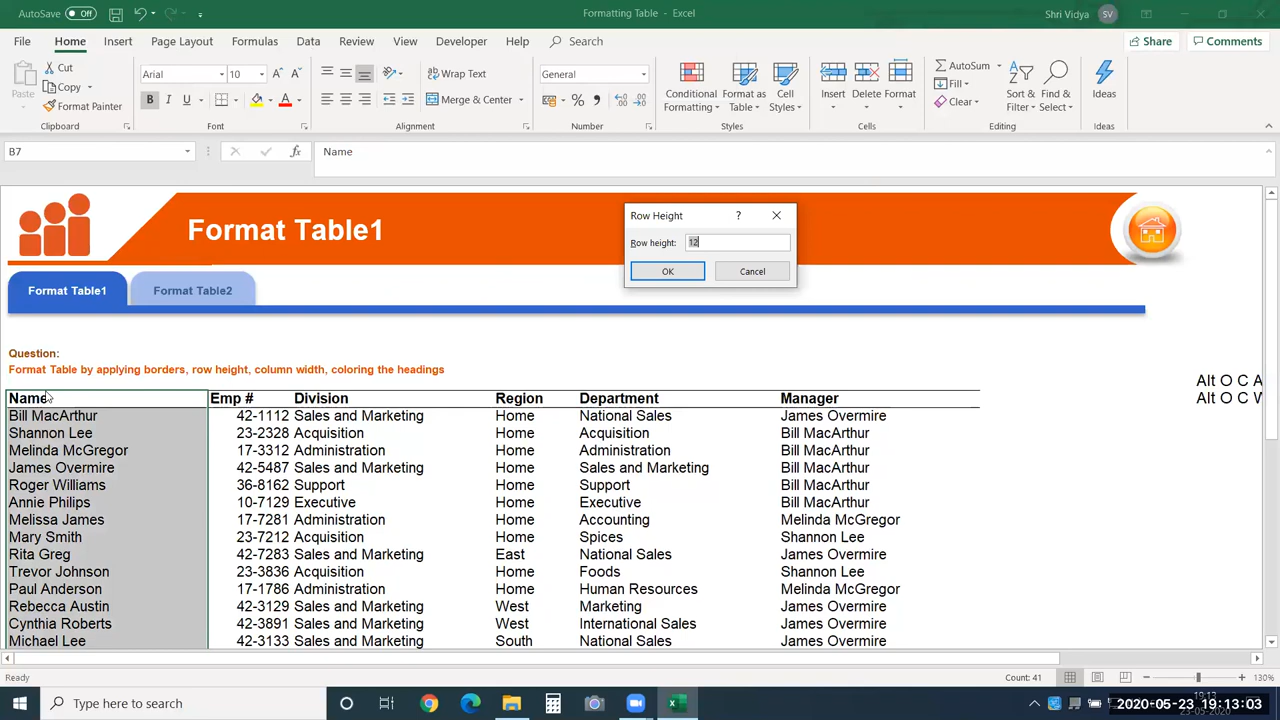 AutoSave Off
Formatting Table - Excel
Shri Vidya SV
File Home Insert Page Layout Formulas Data Review View Developer Help Search Share Comments
Paste
Cut
Copy
Format Painter
Clipboard
Arial 10 A A
B I U A
Font
Wrap Text
Merge & Center
Alignment
General
% ,
Number
Conditional Formatting
Format as Table
Cell Styles
Styles
Insert Delete Format
Cells
AutoSum
Fill
Clear
Sort & Filter
Find & Select
Editing
Ideas
Ideas
B7 fx Name
Format Table1
Row Height ?
Row height: 12
OK Cancel
Format Table1 Format Table2
Question:
Format Table by applying borders, row height, column width, coloring the headings
Alt O C A
Alt O C W
Name Emp # Division Region Department Manager
Bill MacArthur 42-1112 Sales and Marketing Home National Sales James Overmire
Shannon Lee 23-2328 Acquisition Home Acquisition Bill MacArthur
Melinda McGregor 17-3312 Administration Home Administration Bill MacArthur
James Overmire 42-5487 Sales and Marketing Home Sales and Marketing Bill MacArthur
Roger Williams 36-8162 Support Home Support Bill MacArthur
Annie Philips 10-7129 Executive Home Executive Bill MacArthur
Melissa James 17-7281 Administration Home Accounting Melinda McGregor
Mary Smith 23-7212 Acquisition Home Spices Shannon Lee
Rita Greg 42-7283 Sales and Marketing East National Sales James Overmire
Trevor Johnson 23-3836 Acquisition Home Foods Shannon Lee
Paul Anderson 17-1786 Administration Home Human Resources Melinda McGregor
Rebecca Austin 42-3129 Sales and Marketing West Marketing James Overmire
Cynthia Roberts 42-3891 Sales and Marketing West International Sales James Overmire
Michael Lee 42-3133 Sales and Marketing South National Sales James Overmire
Ready Count: 41 130%
Type here to search
19:13
23-05-2020
2020-05-23 19:13:03